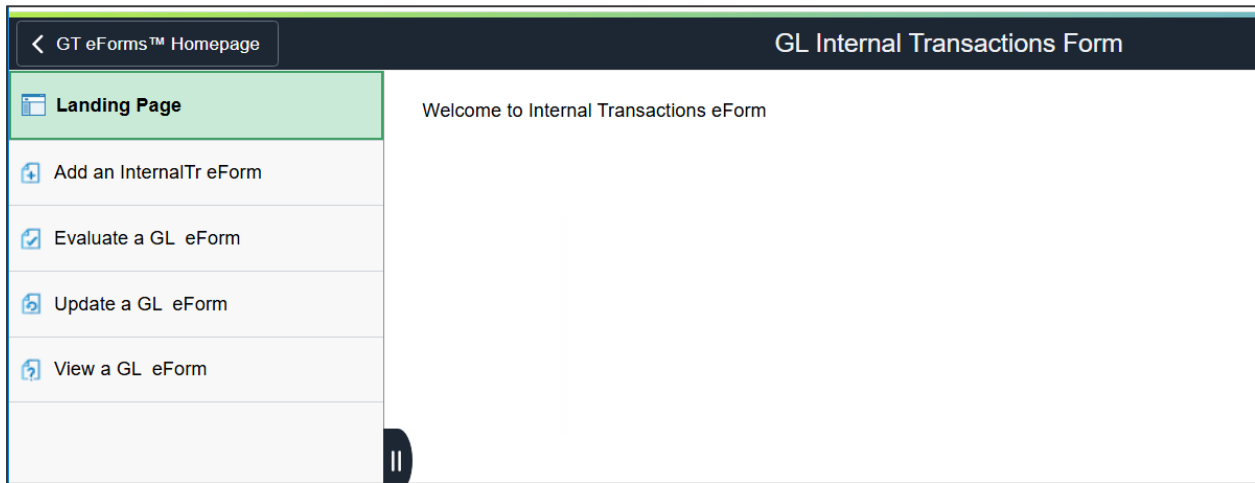 GT eForms™ Homepage
GL Internal Transactions Form
Landing Page
Welcome to Internal Transactions eForm
Add an InternalTr eForm
Evaluate a GL  eForm
Update a GL  eForm
View a GL  eForm